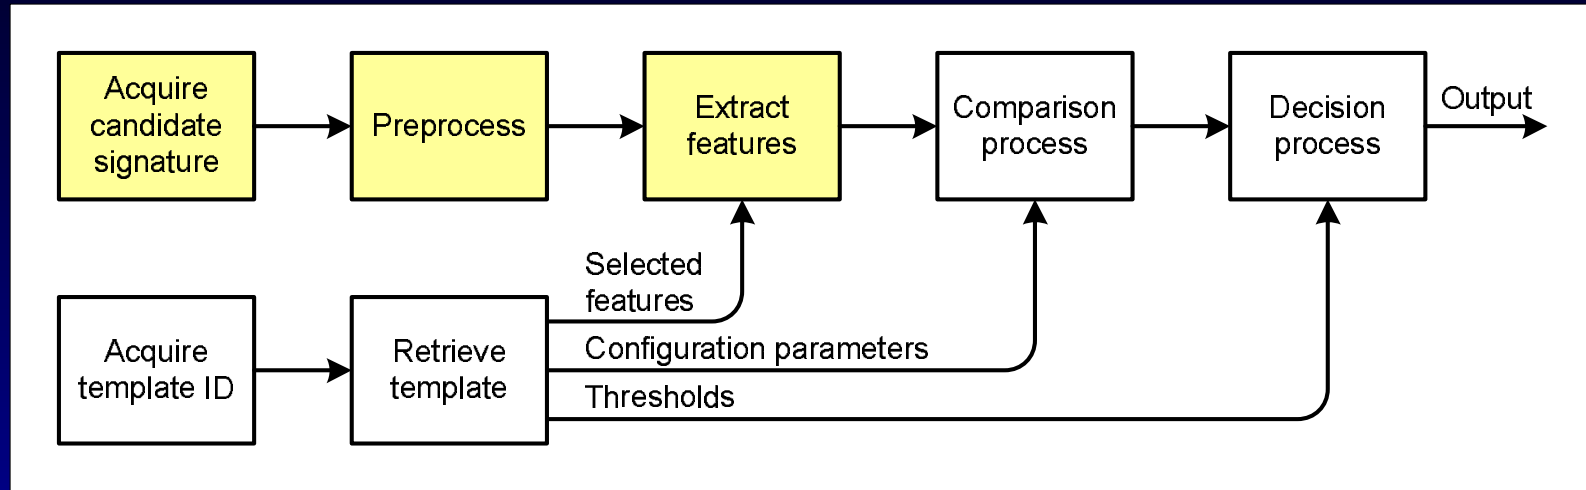 Acquire
candidate
signature
Preprocess
Extract
features
Comparison
process
Decision
process
Output
Selected
features
Acquire
template ID
Retrieve
template
Configuration parameters
Thresholds